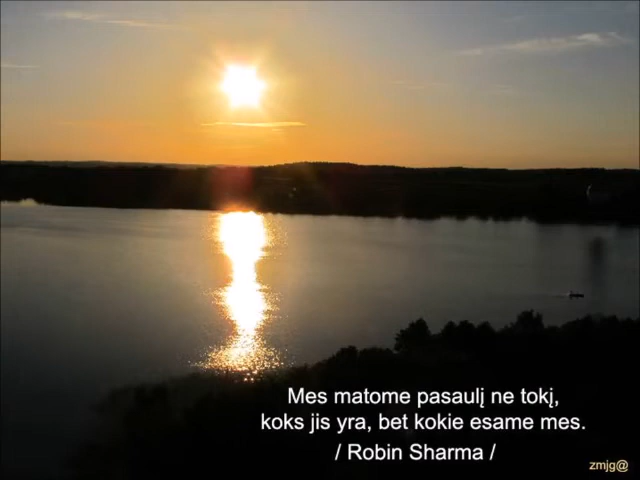 Mes matome pasaulį ne tokį,
koks jis yra, bet kokie esame mes.
/ Robin Sharma /
zmjg@